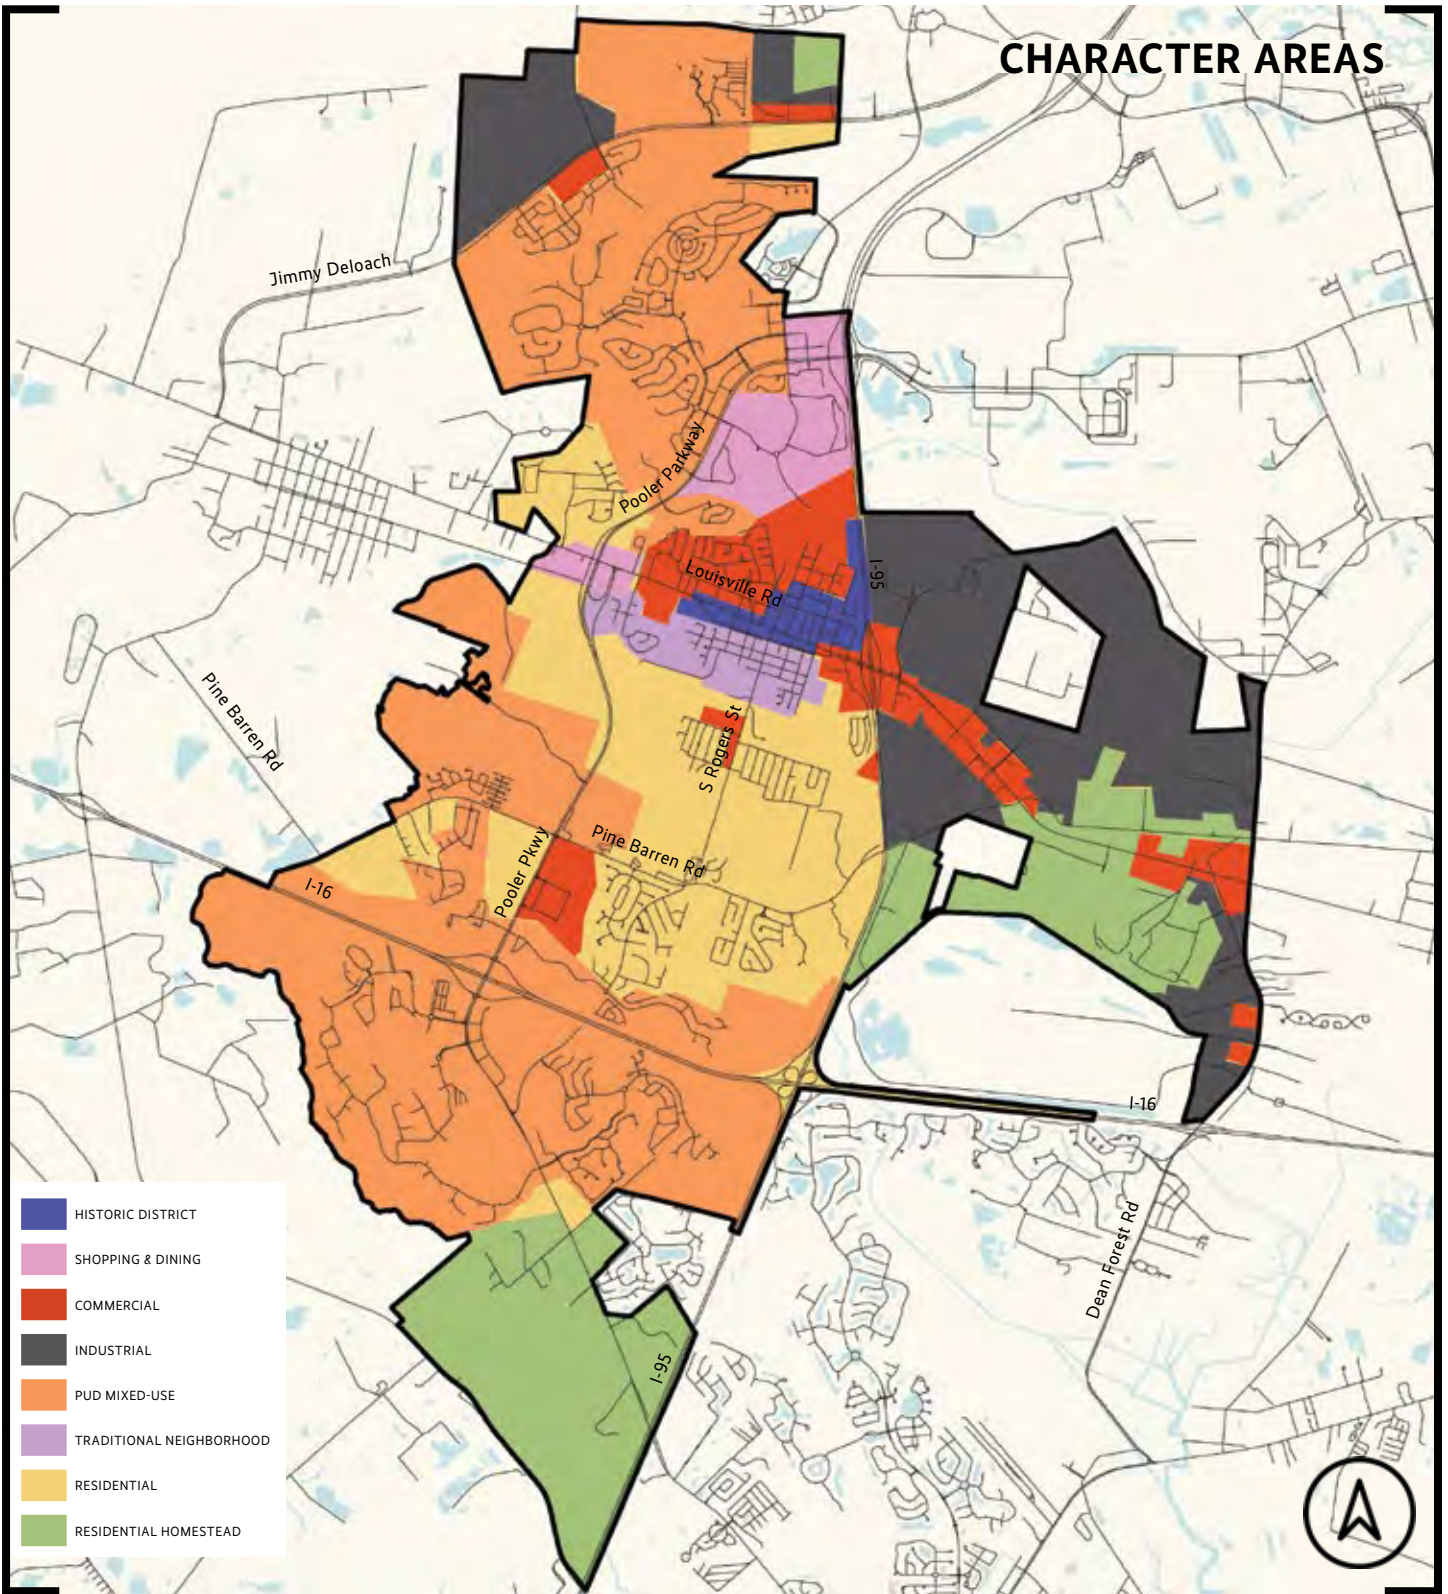 CHARACTER AREAS
Jimmy Deloach
Pooler Parkway
Louisville Rd
I-95
Pine Barren Rd
S Rogers St
Pine Barren Rd
Pooler Pkwy
I-16
I-16
Dean Forest Rd
I-95
HISTORIC DISTRICT
SHOPPING & DINING
COMMERCIAL
INDUSTRIAL
PUD MIXED-USE
TRADITIONAL NEIGHBORHOOD
RESIDENTIAL
RESIDENTIAL HOMESTEAD